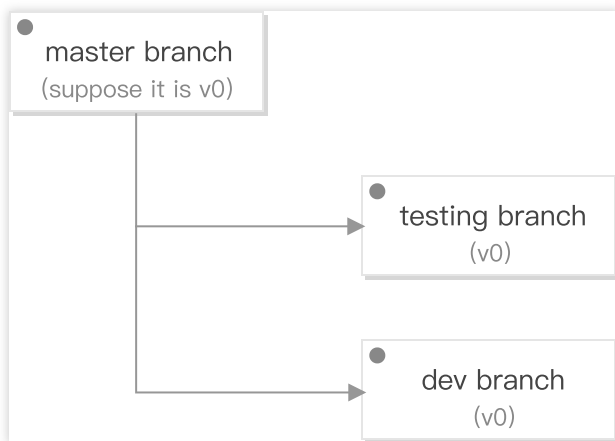 master branch
(suppose it is v0)
testing branch
(v0)
dev branch
(v0)